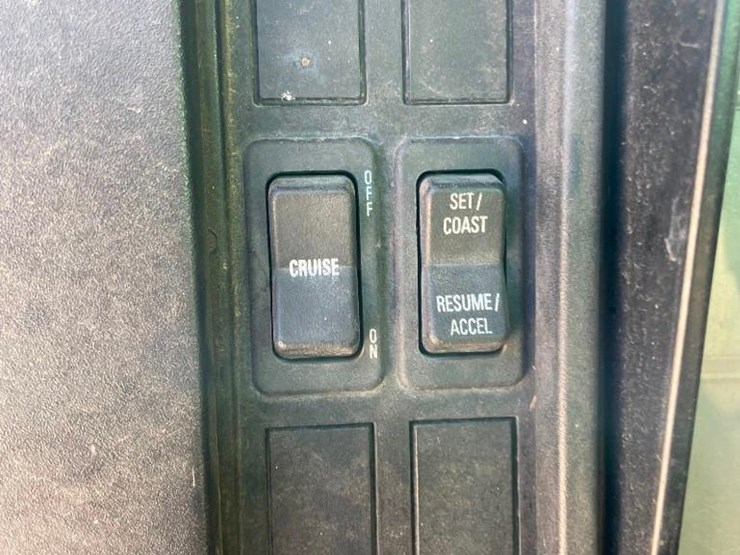 OFF
CRUISE
ON
SET/
COAST
RESUME/
ACCEL